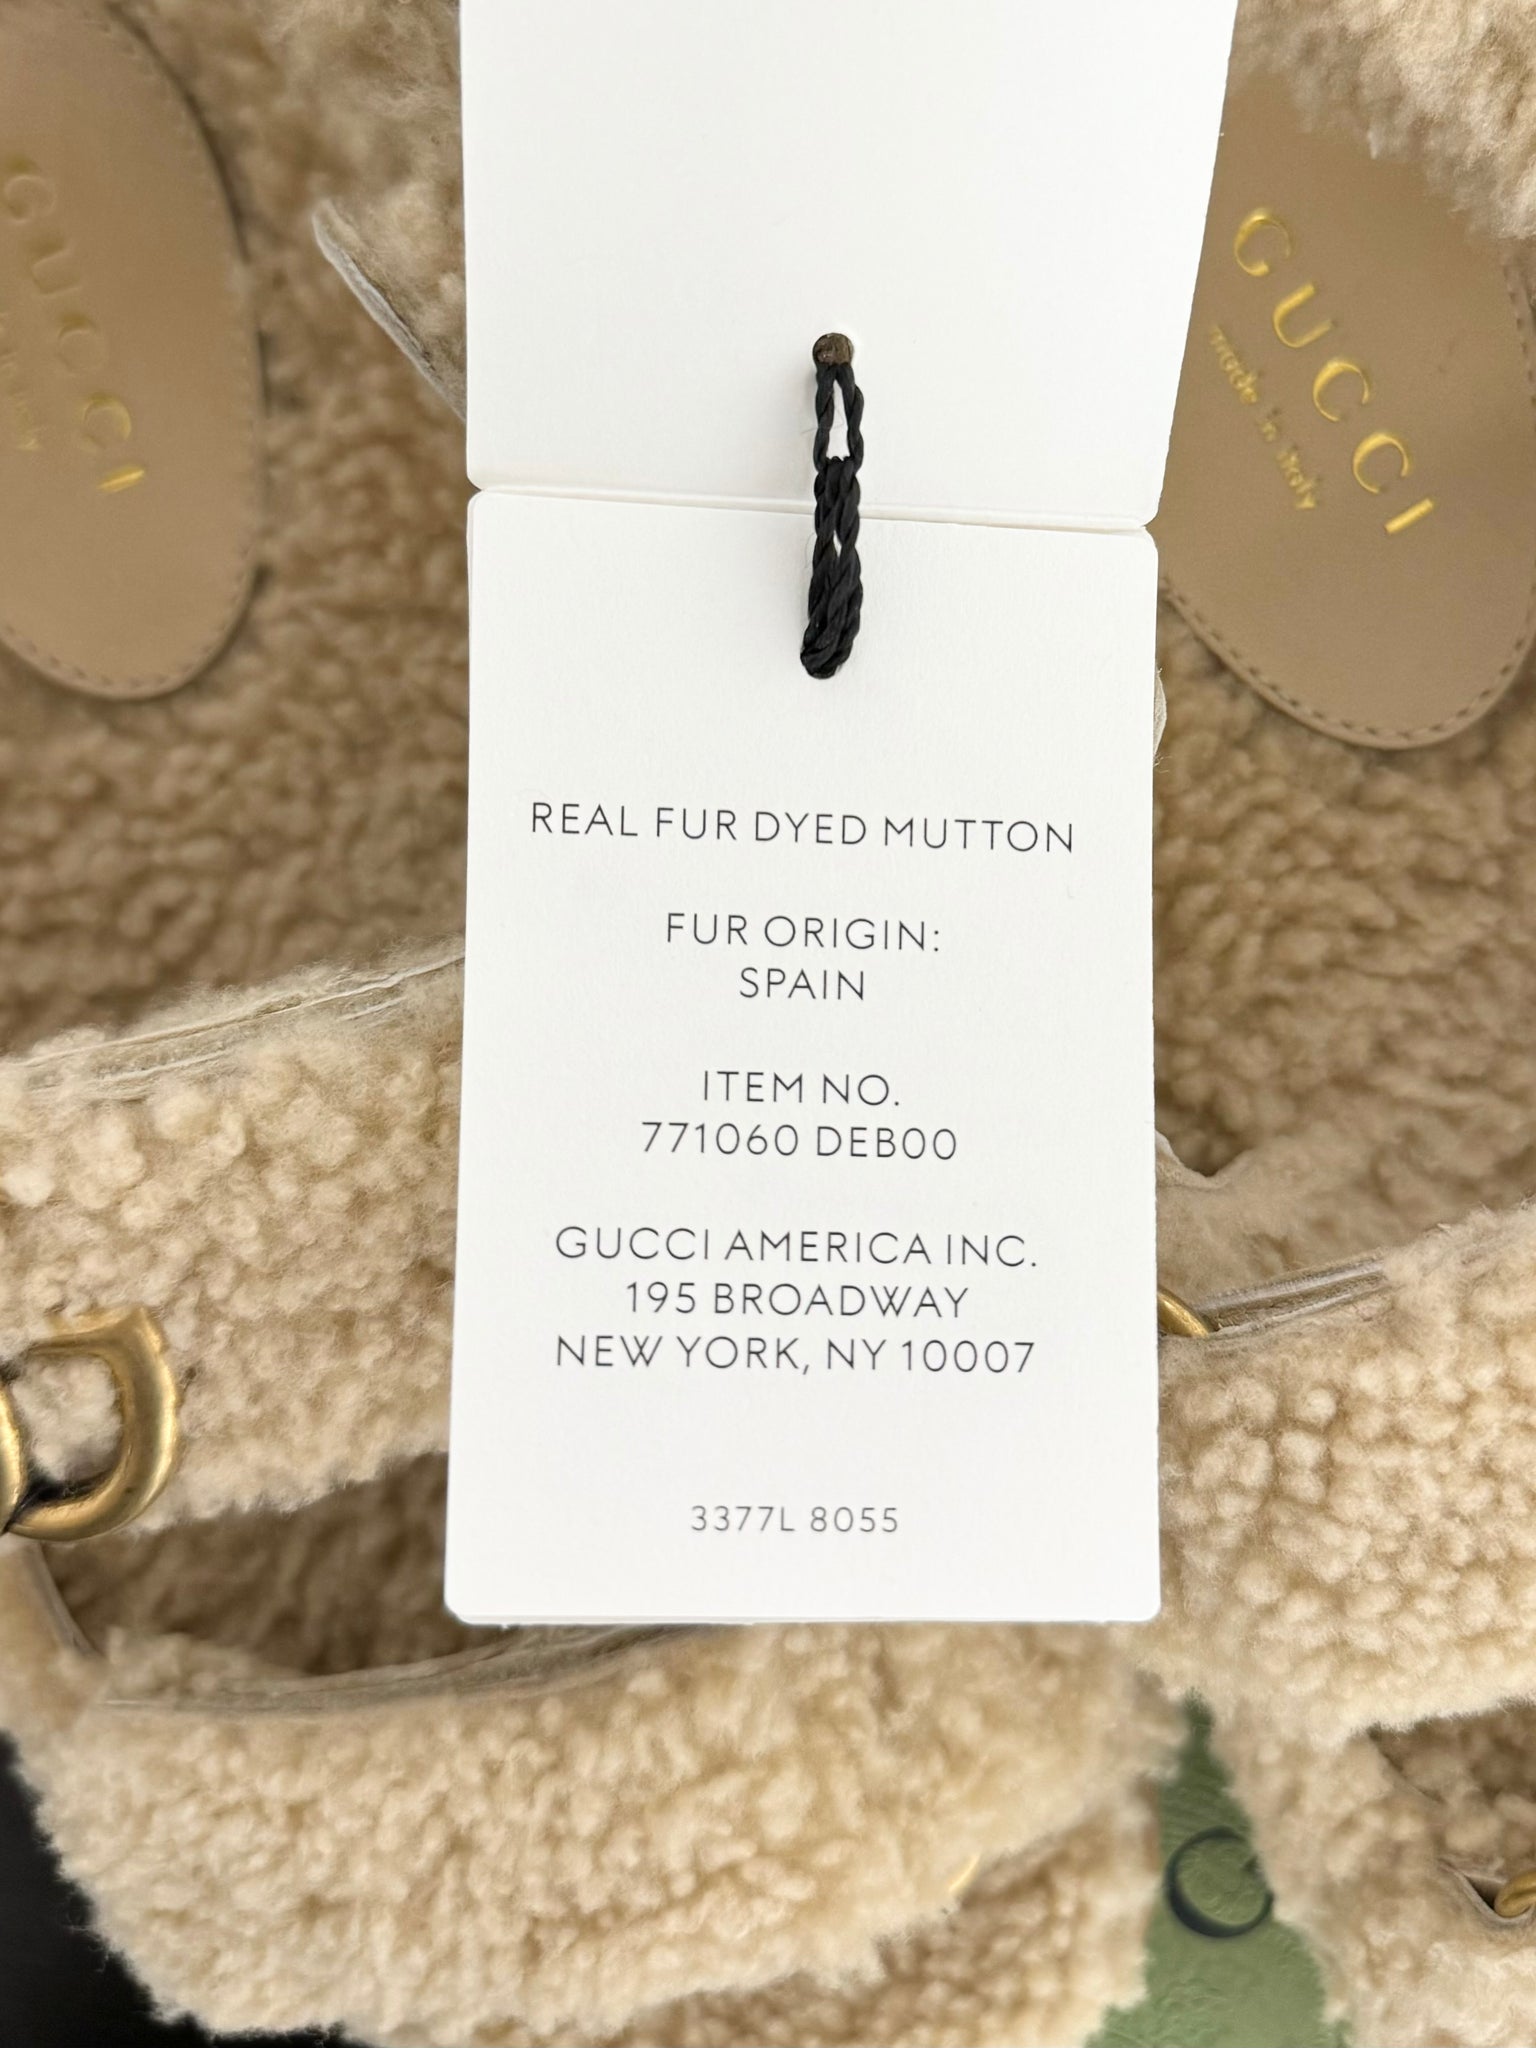 GUCCI
GUCCI
made in italy
REAL FUR DYED MUTTON
FUR ORIGIN:
SPAIN
ITEM NO.
771060 DEB00
GUCCI AMERICA INC.
195 BROADWAY
NEW YORK, NY 10007
3377L 8055